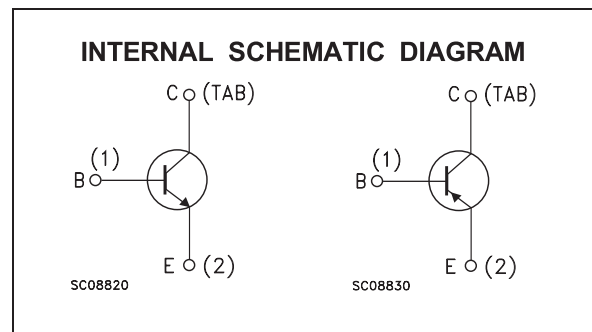 INTERNAL SCHEMATIC DIAGRAM
C (TAB) C (TAB)
(1) (1)
B B
E (2) E (2)
SC08820 SC08830